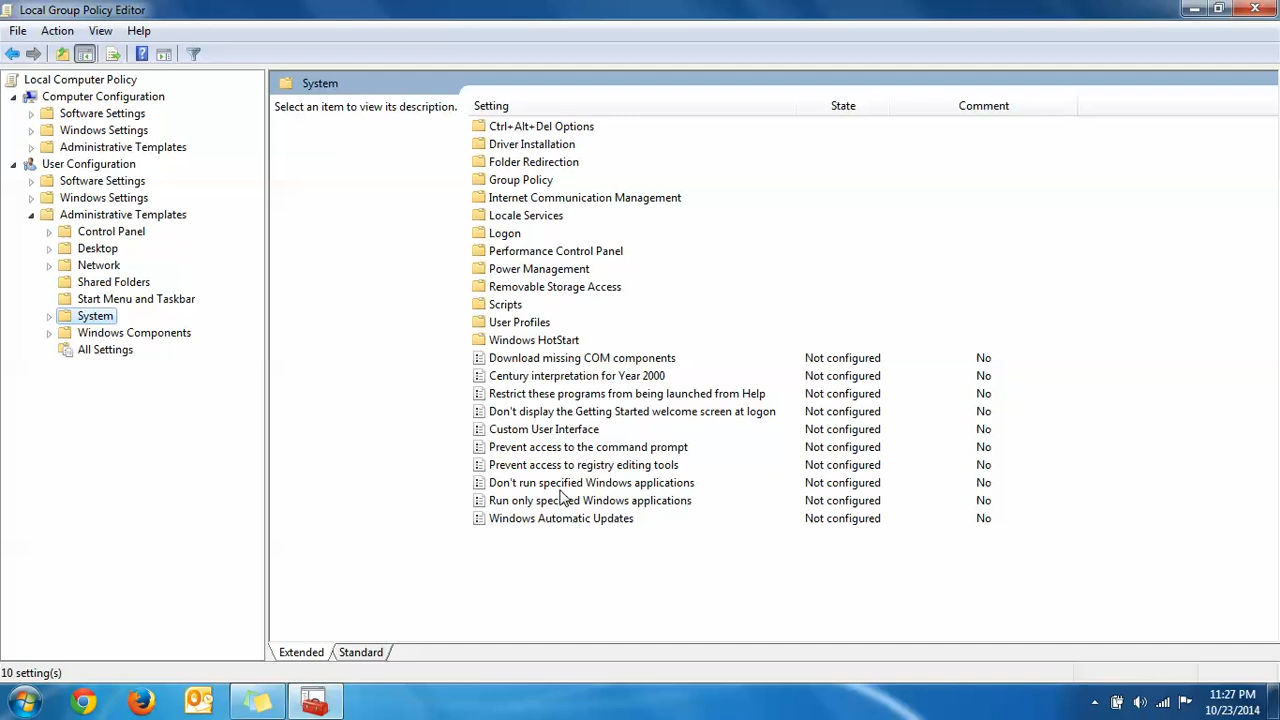 Local Group Policy Editor
File Action View Help
Local Computer Policy
Computer Configuration
Software Settings
Windows Settings
Administrative Templates
User Configuration
Software Settings
Windows Settings
Administrative Templates
Control Panel
Desktop
Network
Shared Folders
Start Menu and Taskbar
System
Windows Components
All Settings
System
Select an item to view its description.
Setting State Comment
Ctrl+Alt+Del Options
Driver Installation
Folder Redirection
Group Policy
Internet Communication Management
Locale Services
Logon
Performance Control Panel
Power Management
Removable Storage Access
Scripts
User Profiles
Windows HotStart
Download missing COM components Not configured No
Century interpretation for Year 2000 Not configured No
Restrict these programs from being launched from Help Not configured No
Don't display the Getting Started welcome screen at logon Not configured No
Custom User Interface Not configured No
Prevent access to the command prompt Not configured No
Prevent access to registry editing tools Not configured No
Don't run specified Windows applications Not configured No
Run only specified Windows applications Not configured No
Windows Automatic Updates Not configured No
Extended Standard
10 setting(s)
11:27 PM
10/23/2014